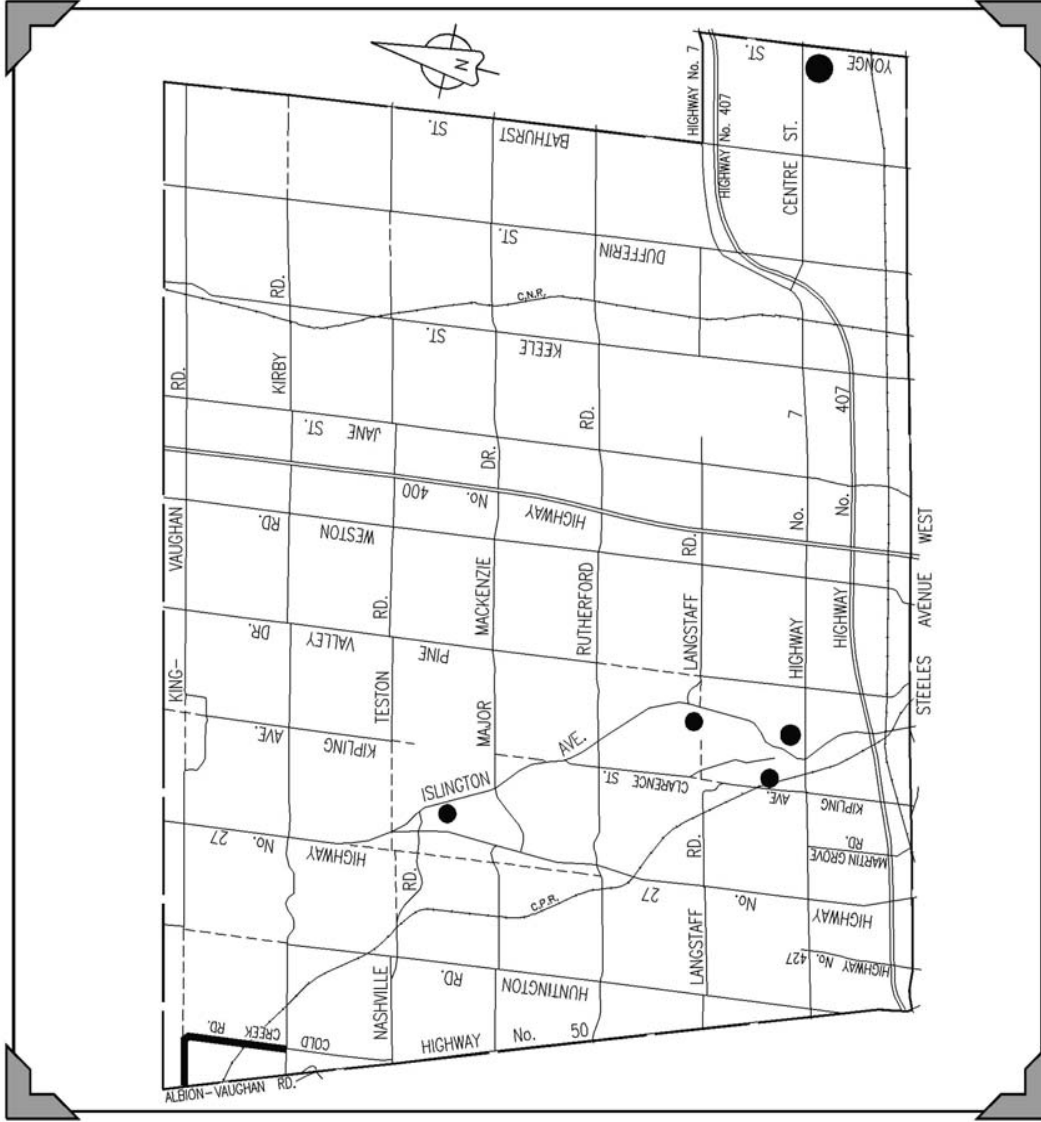 N
HIGHWAY No. 7
HIGHWAY No. 407
YONGE ST.
CENTRE ST.
BATHURST ST.
DUFFERIN ST.
C.N.R.
KEELE ST.
KIRBY RD.
KING-VAUGHAN RD.
JANE ST.
HIGHWAY No. 400
WESTON RD.
TESTON RD.
MAJOR MACKENZIE DR.
RUTHERFORD RD.
LANGSTAFF RD.
HIGHWAY No. 7
HIGHWAY No. 407
STEELES AVENUE WEST
PINE VALLEY DR.
KIPLING AVE.
ISLINGTON AVE.
CLARENCE ST.
KIPLING AVE.
MARTIN GROVE RD.
HIGHWAY No. 27
HIGHWAY No. 27
C.P.R.
LANGSTAFF RD.
HIGHWAY No. 427
NASHVILLE RD.
HUNTINGTON RD.
COLD CREEK RD.
HIGHWAY No. 50
ALBION-VAUGHAN RD.